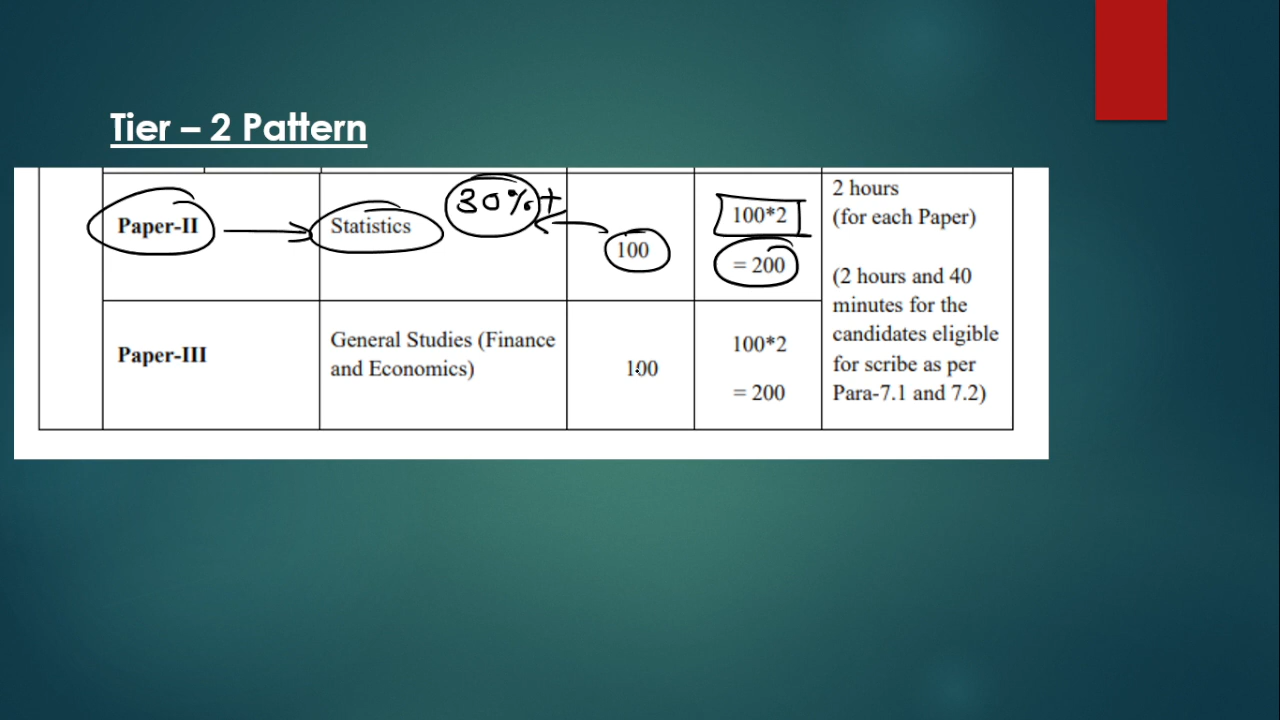 Tier – 2 Pattern
Paper-II
Statistics
30%+
100
100*2
= 200
2 hours
(for each Paper)
(2 hours and 40
minutes for the
candidates eligible
for scribe as per
Para-7.1 and 7.2)
Paper-III
General Studies (Finance
and Economics)
100
100*2
= 200